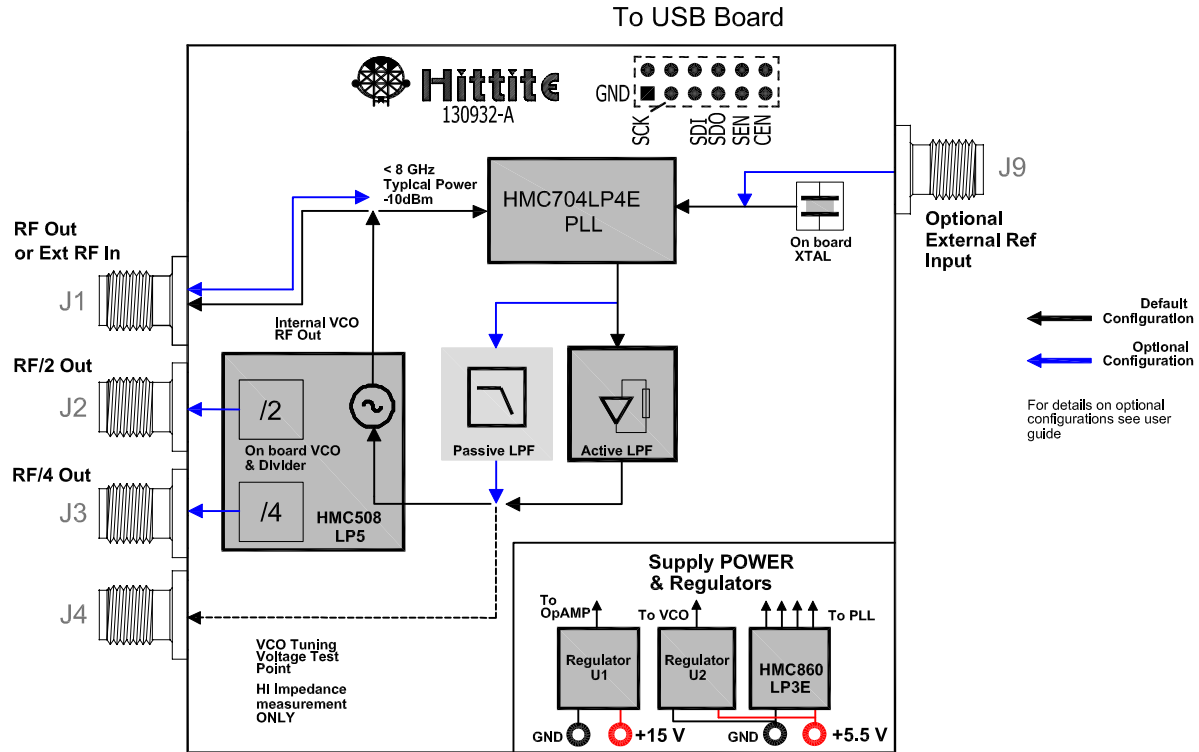 To USB Board
Hittite
130932-A
GND
SCK
SDI
SDO
SEN
CEN
< 8 GHz
Typical Power
-10dBm
HMC704LP4E
PLL
On board
XTAL
J9
Optional
External Ref
Input
RF Out
or Ext RF In
J1
Internal VCO
RF Out
Default
Configuration
Optional
Configuration
For details on optional
configurations see user
guide
RF/2 Out
J2
/2
On board VCO
& Divider
/4
HMC508
LP5
Passive LPF
Active LPF
RF/4 Out
J3
J4
VCO Tuning
Voltage Test
Point
HI Impedance
measurement
ONLY
Supply POWER
& Regulators
To
OpAMP
To VCO
To PLL
Regulator
U1
Regulator
U2
HMC860
LP3E
GND
+15 V
GND
+5.5 V